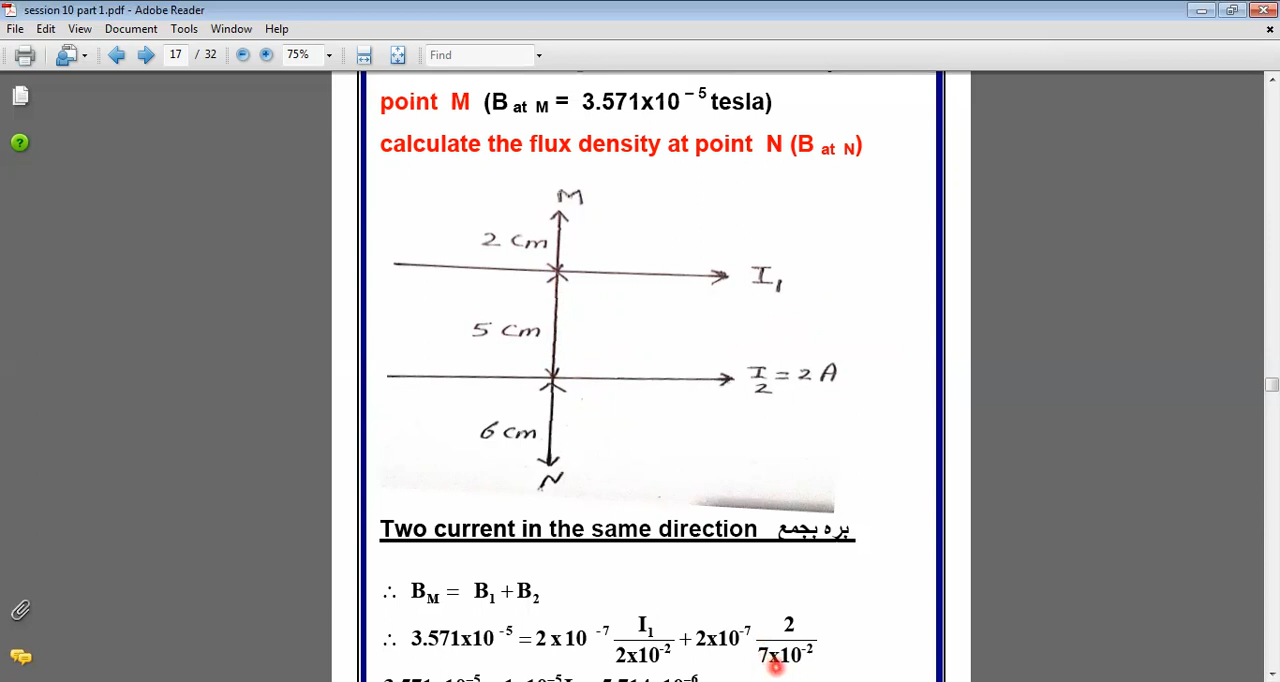 session 10 part 1.pdf - Adobe Reader
File Edit View Document Tools Window Help
17 / 32 75% Find
point M (B at M = 3.571x10⁻⁵ tesla)
calculate the flux density at point N (B at N)
M
2 cm
I₁
5 cm
I₂ = 2 A
6 cm
N
Two current in the same direction بره بجمع
∴ B_M = B₁ + B₂
∴ 3.571x10⁻⁵ = 2 x 10⁻⁷ I₁/2x10⁻² + 2x10⁻⁷ 2/7x10⁻²